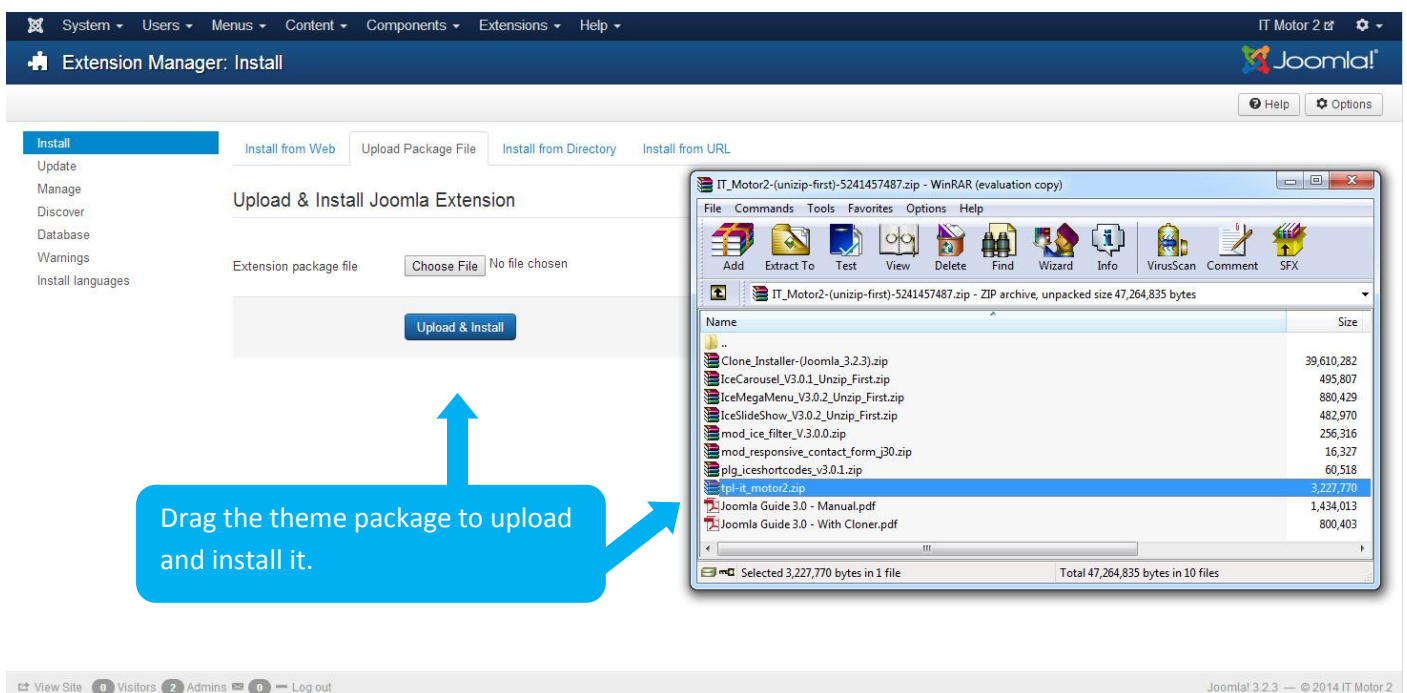 System Users Menus Content Components Extensions Help IT Motor 2
Extension Manager: Install Joomla!
Help Options
Install
Update
Manage
Discover
Database
Warnings
Install languages
Install from Web Upload Package File Install from Directory Install from URL
Upload & Install Joomla Extension
Extension package file Choose File No file chosen
Upload & Install
Drag the theme package to upload
and install it.
IT_Motor2-(unizip-first)-5241457487.zip - WinRAR (evaluation copy)
File Commands Tools Favorites Options Help
Add Extract To Test View Delete Find Wizard Info VirusScan Comment SFX
IT_Motor2-(unizip-first)-5241457487.zip - ZIP archive, unpacked size 47,264,835 bytes
Name Size
..
Clone_Installer-(Joomla_3.2.3).zip 39,610,282
IceCarousel_V3.0.1_Unzip_First.zip 495,807
IceMegaMenu_V3.0.2_Unzip_First.zip 880,429
IceSlideShow_V3.0.2_Unzip_First.zip 482,970
mod_ice_filter_V.3.0.0.zip 256,316
mod_responsive_contact_form_j30.zip 16,327
plg_iceshortcodes_v3.0.1.zip 60,518
tpl-it_motor2.zip 3,227,770
Joomla Guide 3.0 - Manual.pdf 1,434,013
Joomla Guide 3.0 - With Cloner.pdf 800,403
Selected 3,227,770 bytes in 1 file Total 47,264,835 bytes in 10 files
View Site 0 Visitors 2 Admins 0 Log out Joomla! 3.2.3 — © 2014 IT Motor 2